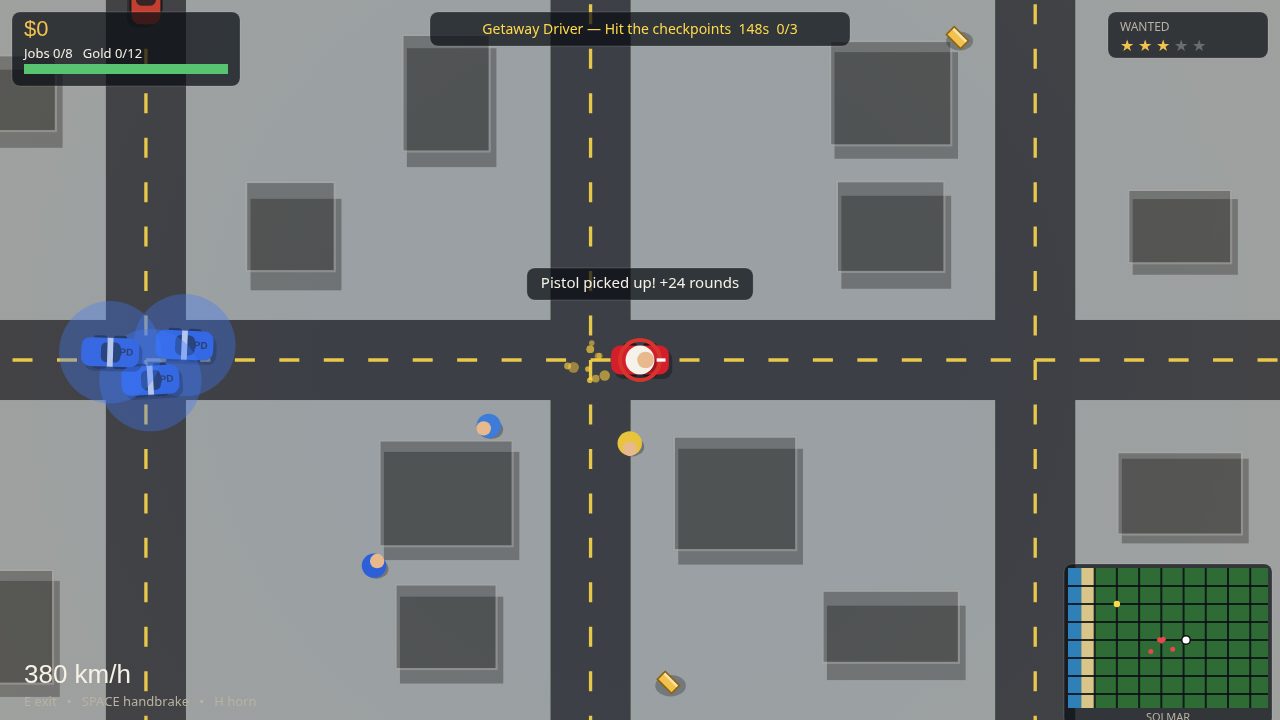 $0
Jobs 0/8 Gold 0/12
Getaway Driver — Hit the checkpoints 148s 0/3
WANTED
★★★★★
Pistol picked up! +24 rounds
PD
PD
PD
380 km/h
E exit • SPACE handbrake • H horn
SOLMAR